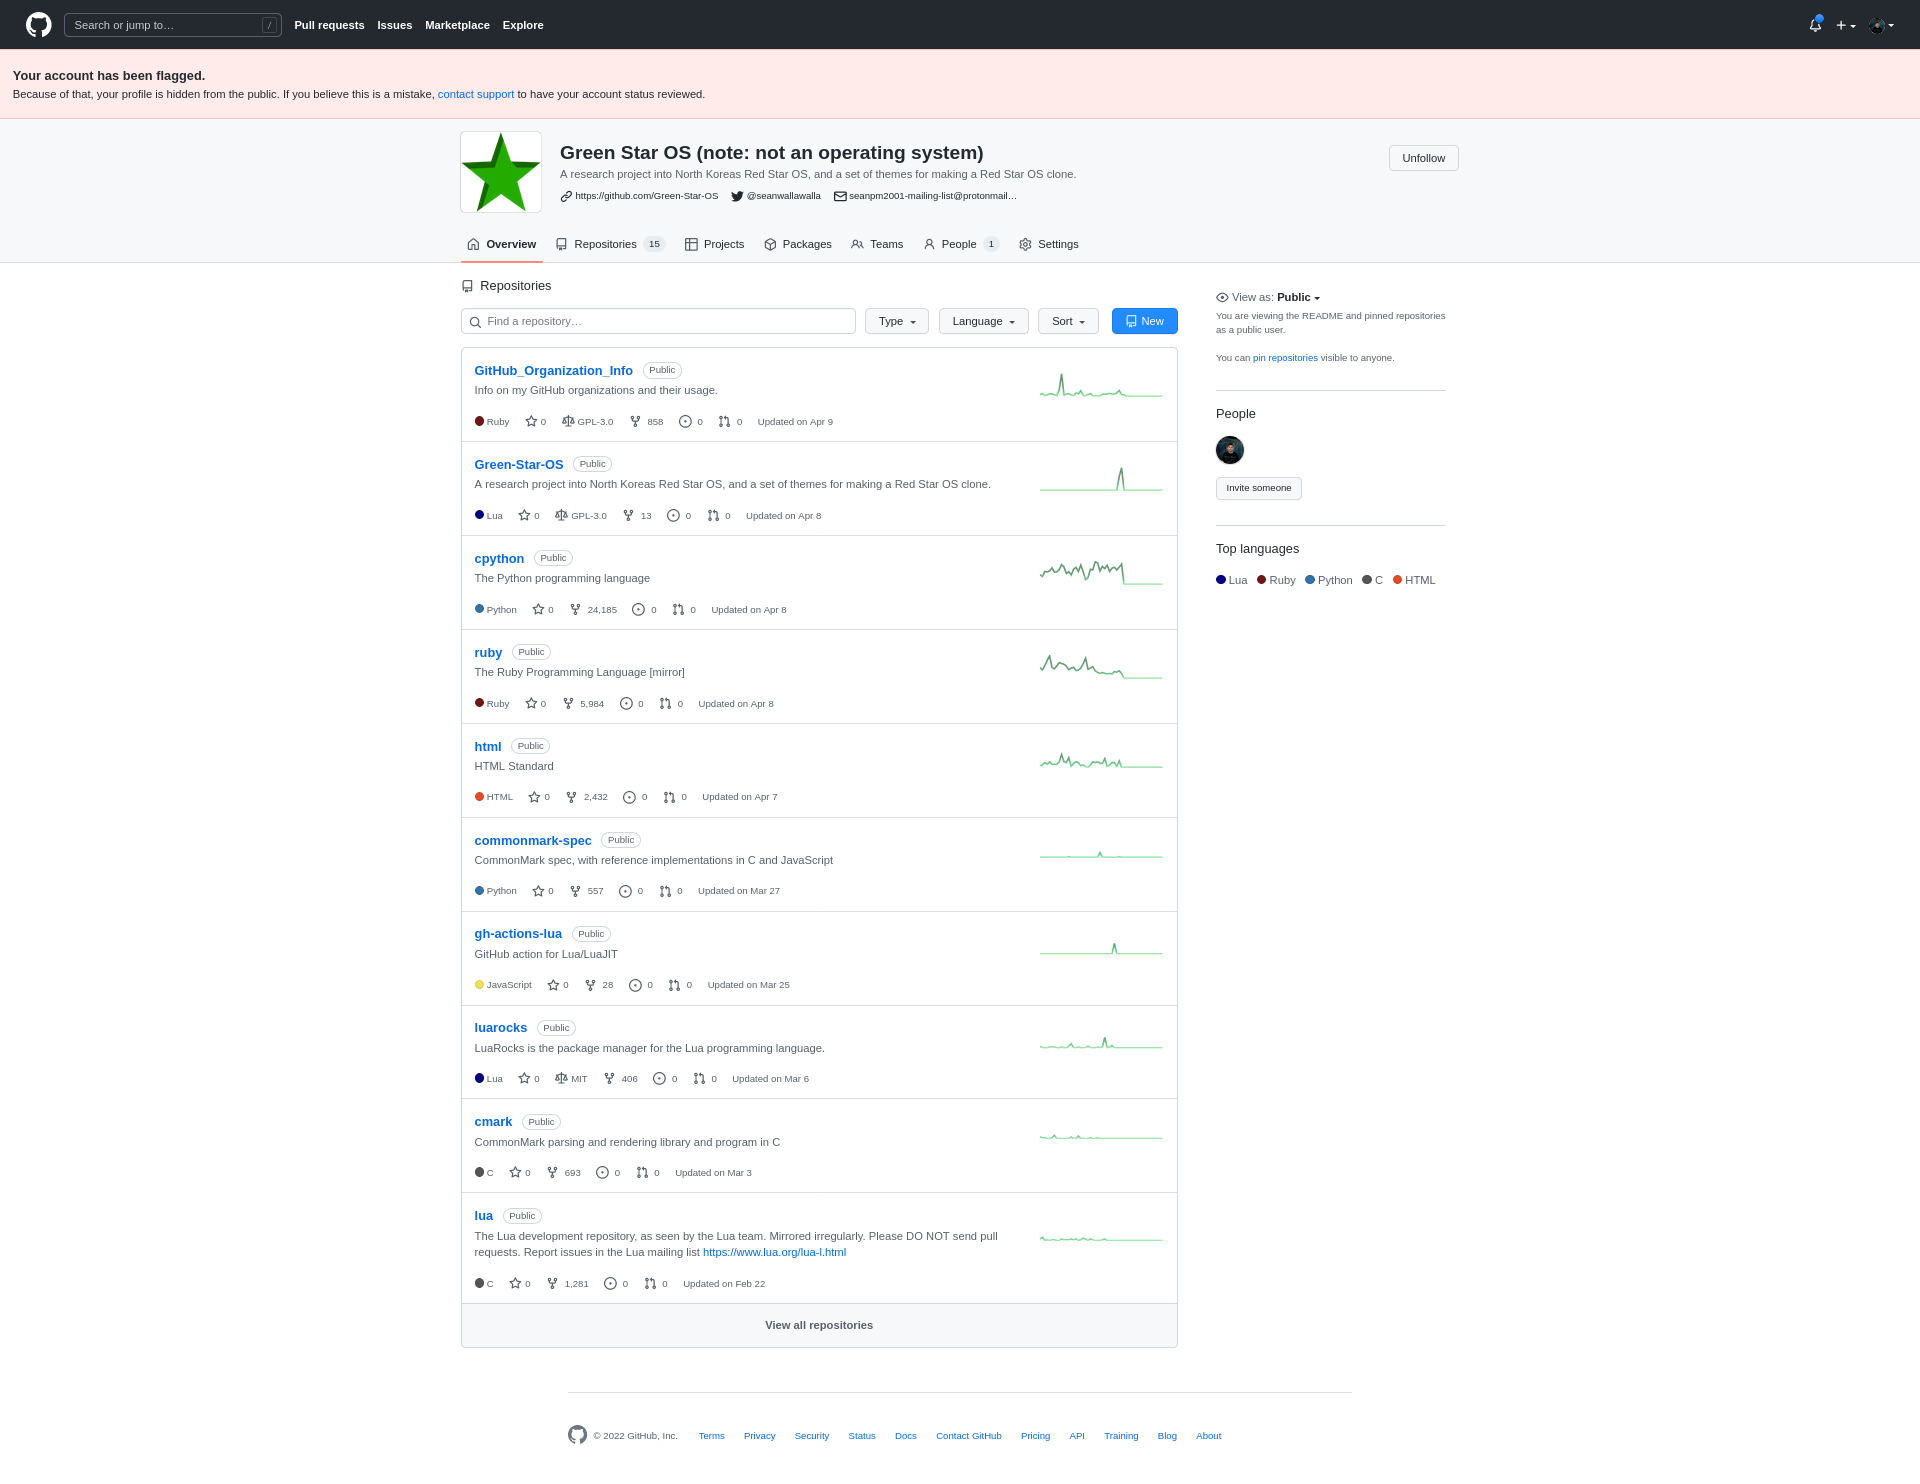 Search or jump to…
/
Pull requests
Issues
Marketplace
Explore
Your account has been flagged.
Because of that, your profile is hidden from the public. If you believe this is a mistake, contact support to have your account status reviewed.
Green Star OS (note: not an operating system)
Unfollow
A research project into North Koreas Red Star OS, and a set of themes for making a Red Star OS clone.
https://github.com/Green-Star-OS @seanwallawalla seanpm2001-mailing-list@protonmail…
Overview Repositories 15 Projects Packages Teams People 1 Settings
Repositories
Find a repository…
Type
Language
Sort
New
GitHub_Organization_Info Public
Info on my GitHub organizations and their usage.
Ruby 0 GPL-3.0 858 0 0 Updated on Apr 9
Green-Star-OS Public
A research project into North Koreas Red Star OS, and a set of themes for making a Red Star OS clone.
Lua 0 GPL-3.0 13 0 0 Updated on Apr 8
cpython Public
The Python programming language
Python 0 24,185 0 0 Updated on Apr 8
ruby Public
The Ruby Programming Language [mirror]
Ruby 0 5,984 0 0 Updated on Apr 8
html Public
HTML Standard
HTML 0 2,432 0 0 Updated on Apr 7
commonmark-spec Public
CommonMark spec, with reference implementations in C and JavaScript
Python 0 557 0 0 Updated on Mar 27
gh-actions-lua Public
GitHub action for Lua/LuaJIT
JavaScript 0 28 0 0 Updated on Mar 25
luarocks Public
LuaRocks is the package manager for the Lua programming language.
Lua 0 MIT 406 0 0 Updated on Mar 6
cmark Public
CommonMark parsing and rendering library and program in C
C 0 693 0 0 Updated on Mar 3
lua Public
The Lua development repository, as seen by the Lua team. Mirrored irregularly. Please DO NOT send pull
requests. Report issues in the Lua mailing list https://www.lua.org/lua-l.html
C 0 1,281 0 0 Updated on Feb 22
View all repositories
View as: Public
You are viewing the README and pinned repositories
as a public user.
You can pin repositories visible to anyone.
People
Invite someone
Top languages
Lua Ruby Python C HTML
© 2022 GitHub, Inc. Terms Privacy Security Status Docs Contact GitHub Pricing API Training Blog About